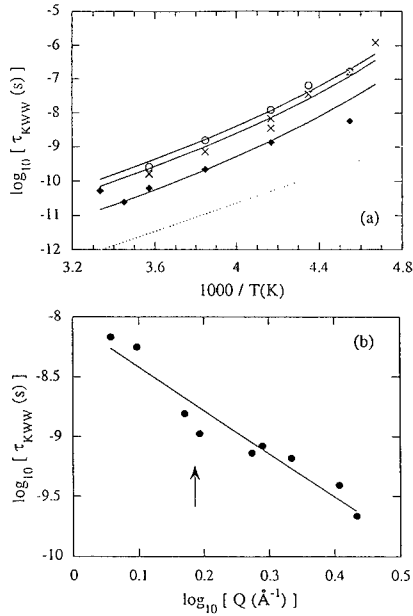 -5
-6
-7
-8
-9
-10
-11
-12
log₁₀ [ τ_KWW (s) ]
(a)
3.2 3.6 4 4.4 4.8
1000 / T(K)
-8
-8.5
-9
-9.5
-10
log₁₀ [ τ_KWW (s) ]
(b)
0 0.1 0.2 0.3 0.4 0.5
log₁₀ [ Q (Å⁻¹) ]